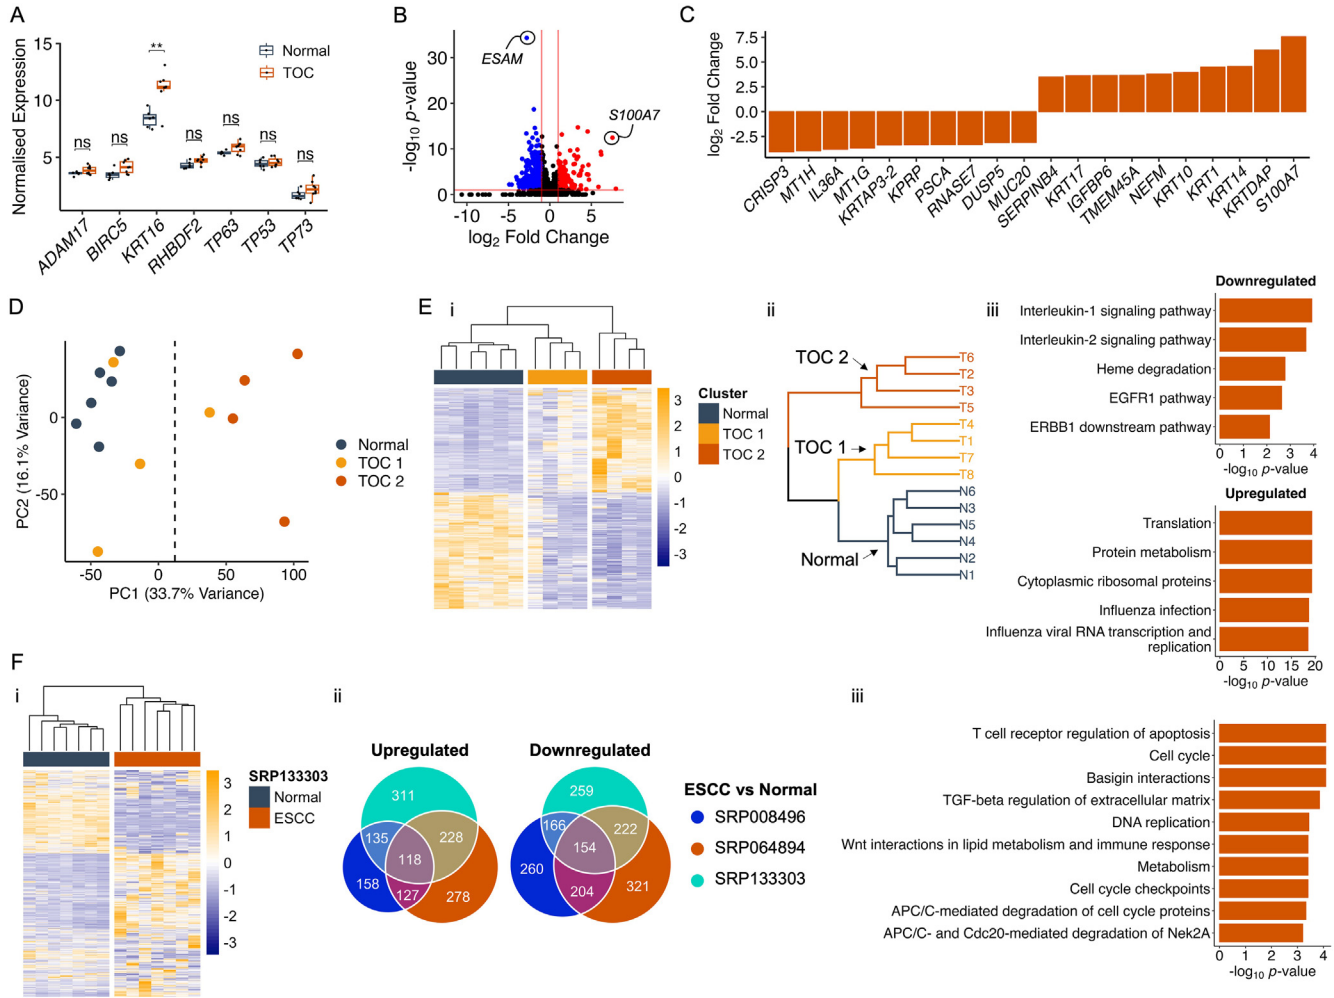 A
Normalised Expression
15
10
5
**
ns
ns
ns
ns
ns
ns
Normal
TOC
ADAM17
BIRC5
KRT16
RHBDF2
TP63
TP53
TP73
B
-log10 p-value
30
20
10
0
ESAM
S100A7
-10
-5
0
5
log2 Fold Change
C
log2 Fold Change
7.5
5.0
2.5
0.0
-2.5
CRISP3
MT1H
IL36A
MT1G
KRTAP3-2
KPRP
PSCA
RNASE7
DUSP5
MUC20
SERPINB4
KRT17
IGFBP6
TMEM45A
NEFM
KRT10
KRT1
KRT14
KRTDAP
S100A7
D
PC2 (16.1% Variance)
0
-50
-50
0
50
100
PC1 (33.7% Variance)
Normal
TOC 1
TOC 2
E
i
Cluster
Normal
TOC 1
TOC 2
3
2
1
0
-1
-2
-3
ii
TOC 2
TOC 1
Normal
T6
T2
T3
T5
T4
T1
T7
T8
N6
N3
N5
N4
N2
N1
iii
Downregulated
Interleukin-1 signaling pathway
Interleukin-2 signaling pathway
Heme degradation
EGFR1 pathway
ERBB1 downstream pathway
0 1 2 3 4
-log10 p-value
Upregulated
Translation
Protein metabolism
Cytoplasmic ribosomal proteins
Influenza infection
Influenza viral RNA transcription and
replication
0 5 10 15 20
-log10 p-value
F
i
SRP133303
Normal
ESCC
3
2
1
0
-1
-2
-3
ii
Upregulated
311
135
228
118
158
127
278
Downregulated
259
166
222
154
260
204
321
ESCC vs Normal
SRP008496
SRP064894
SRP133303
iii
T cell receptor regulation of apoptosis
Cell cycle
Basigin interactions
TGF-beta regulation of extracellular matrix
DNA replication
Wnt interactions in lipid metabolism and immune response
Metabolism
Cell cycle checkpoints
APC/C-mediated degradation of cell cycle proteins
APC/C- and Cdc20-mediated degradation of Nek2A
0 1 2 3 4
-log10 p-value